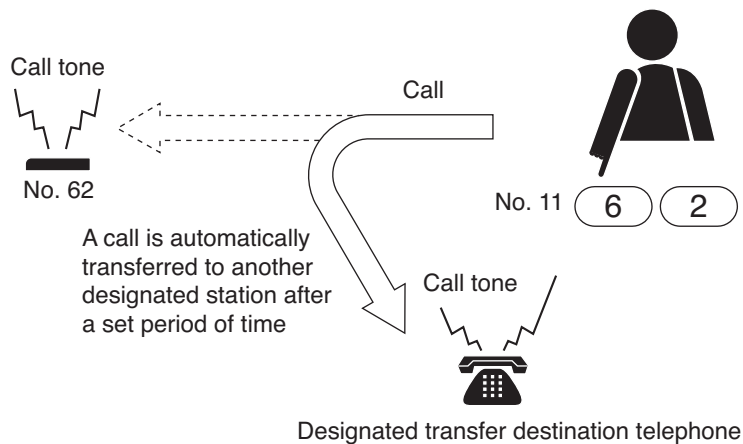 Call tone
Call
No. 62
No. 11
6
2
A call is automatically
transferred to another
designated station after
a set period of time
Call tone
Designated transfer destination telephone